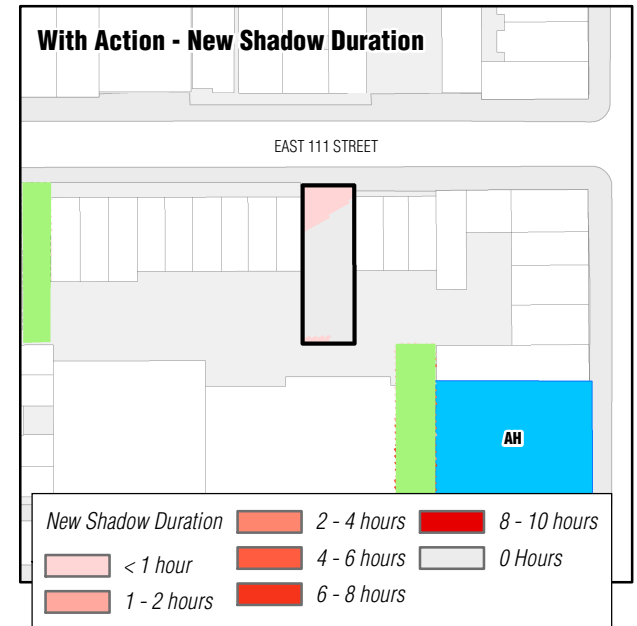 With Action - New Shadow Duration
EAST 111 STREET
AH
New Shadow Duration
< 1 hour
1 - 2 hours
2 - 4 hours
4 - 6 hours
6 - 8 hours
8 - 10 hours
0 Hours